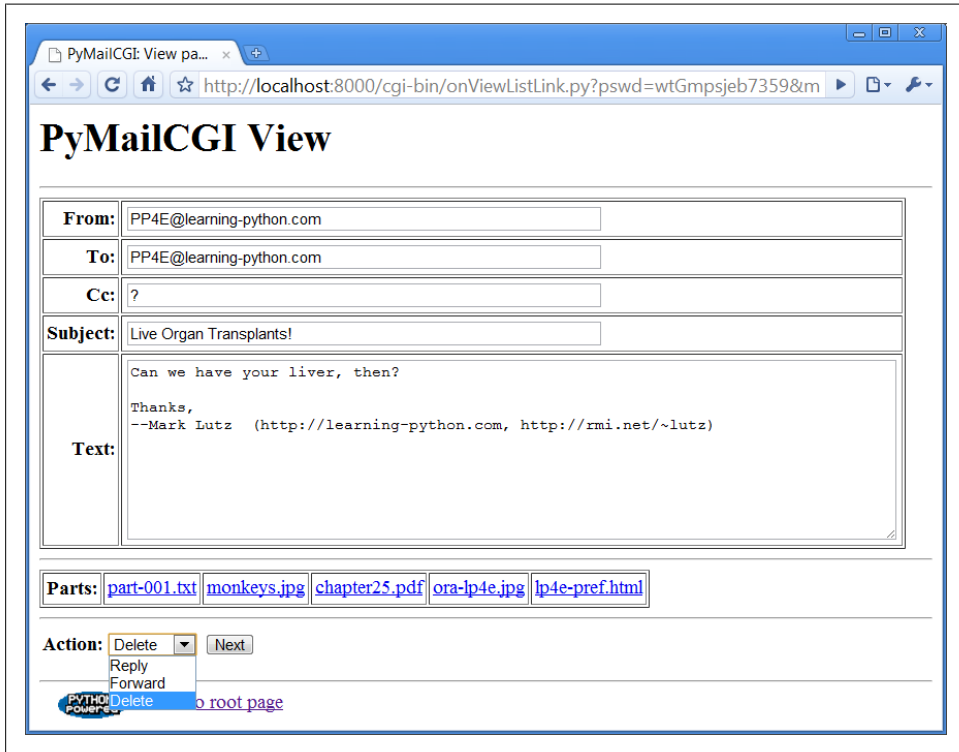 PyMailCGI: View pa...
http://localhost:8000/cgi-bin/onViewListLink.py?pswd=wtGmpsjeb7359&m
PyMailCGI View
From: PP4E@learning-python.com
To: PP4E@learning-python.com
Cc: ?
Subject: Live Organ Transplants!
Text:
Can we have your liver, then?
Thanks,
--Mark Lutz (http://learning-python.com, http://rmi.net/~lutz)
Parts: part-001.txt monkeys.jpg chapter25.pdf ora-lp4e.jpg lp4e-pref.html
Action: Delete Next
Reply
Forward
Delete
o root page